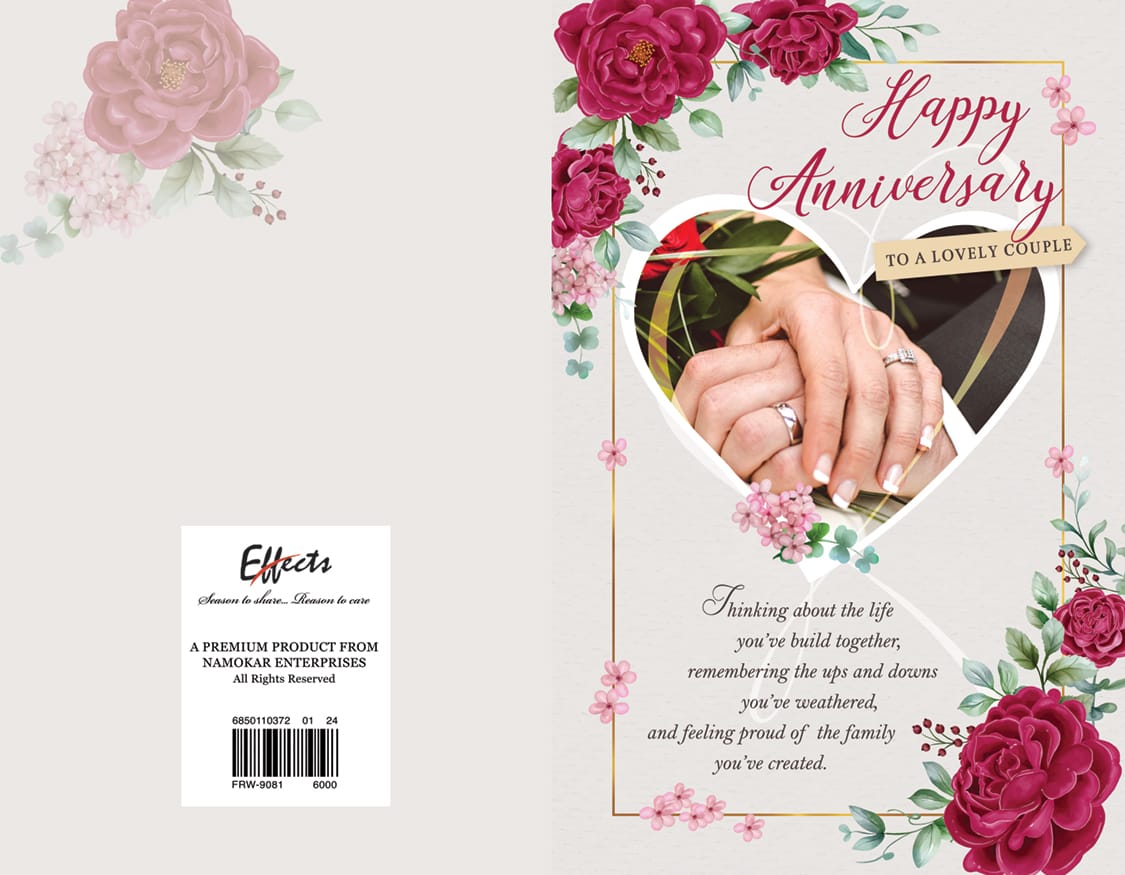 Happy
Anniversary
TO A LOVELY COUPLE
Thinking about the life
you’ve build together,
remembering the ups and downs
you’ve weathered,
and feeling proud of the family
you’ve created.
Effects
Season to share... Reason to care
A PREMIUM PRODUCT FROM
NAMOKAR ENTERPRISES
All Rights Reserved
6850110372 01 24
FRW-9081 6000